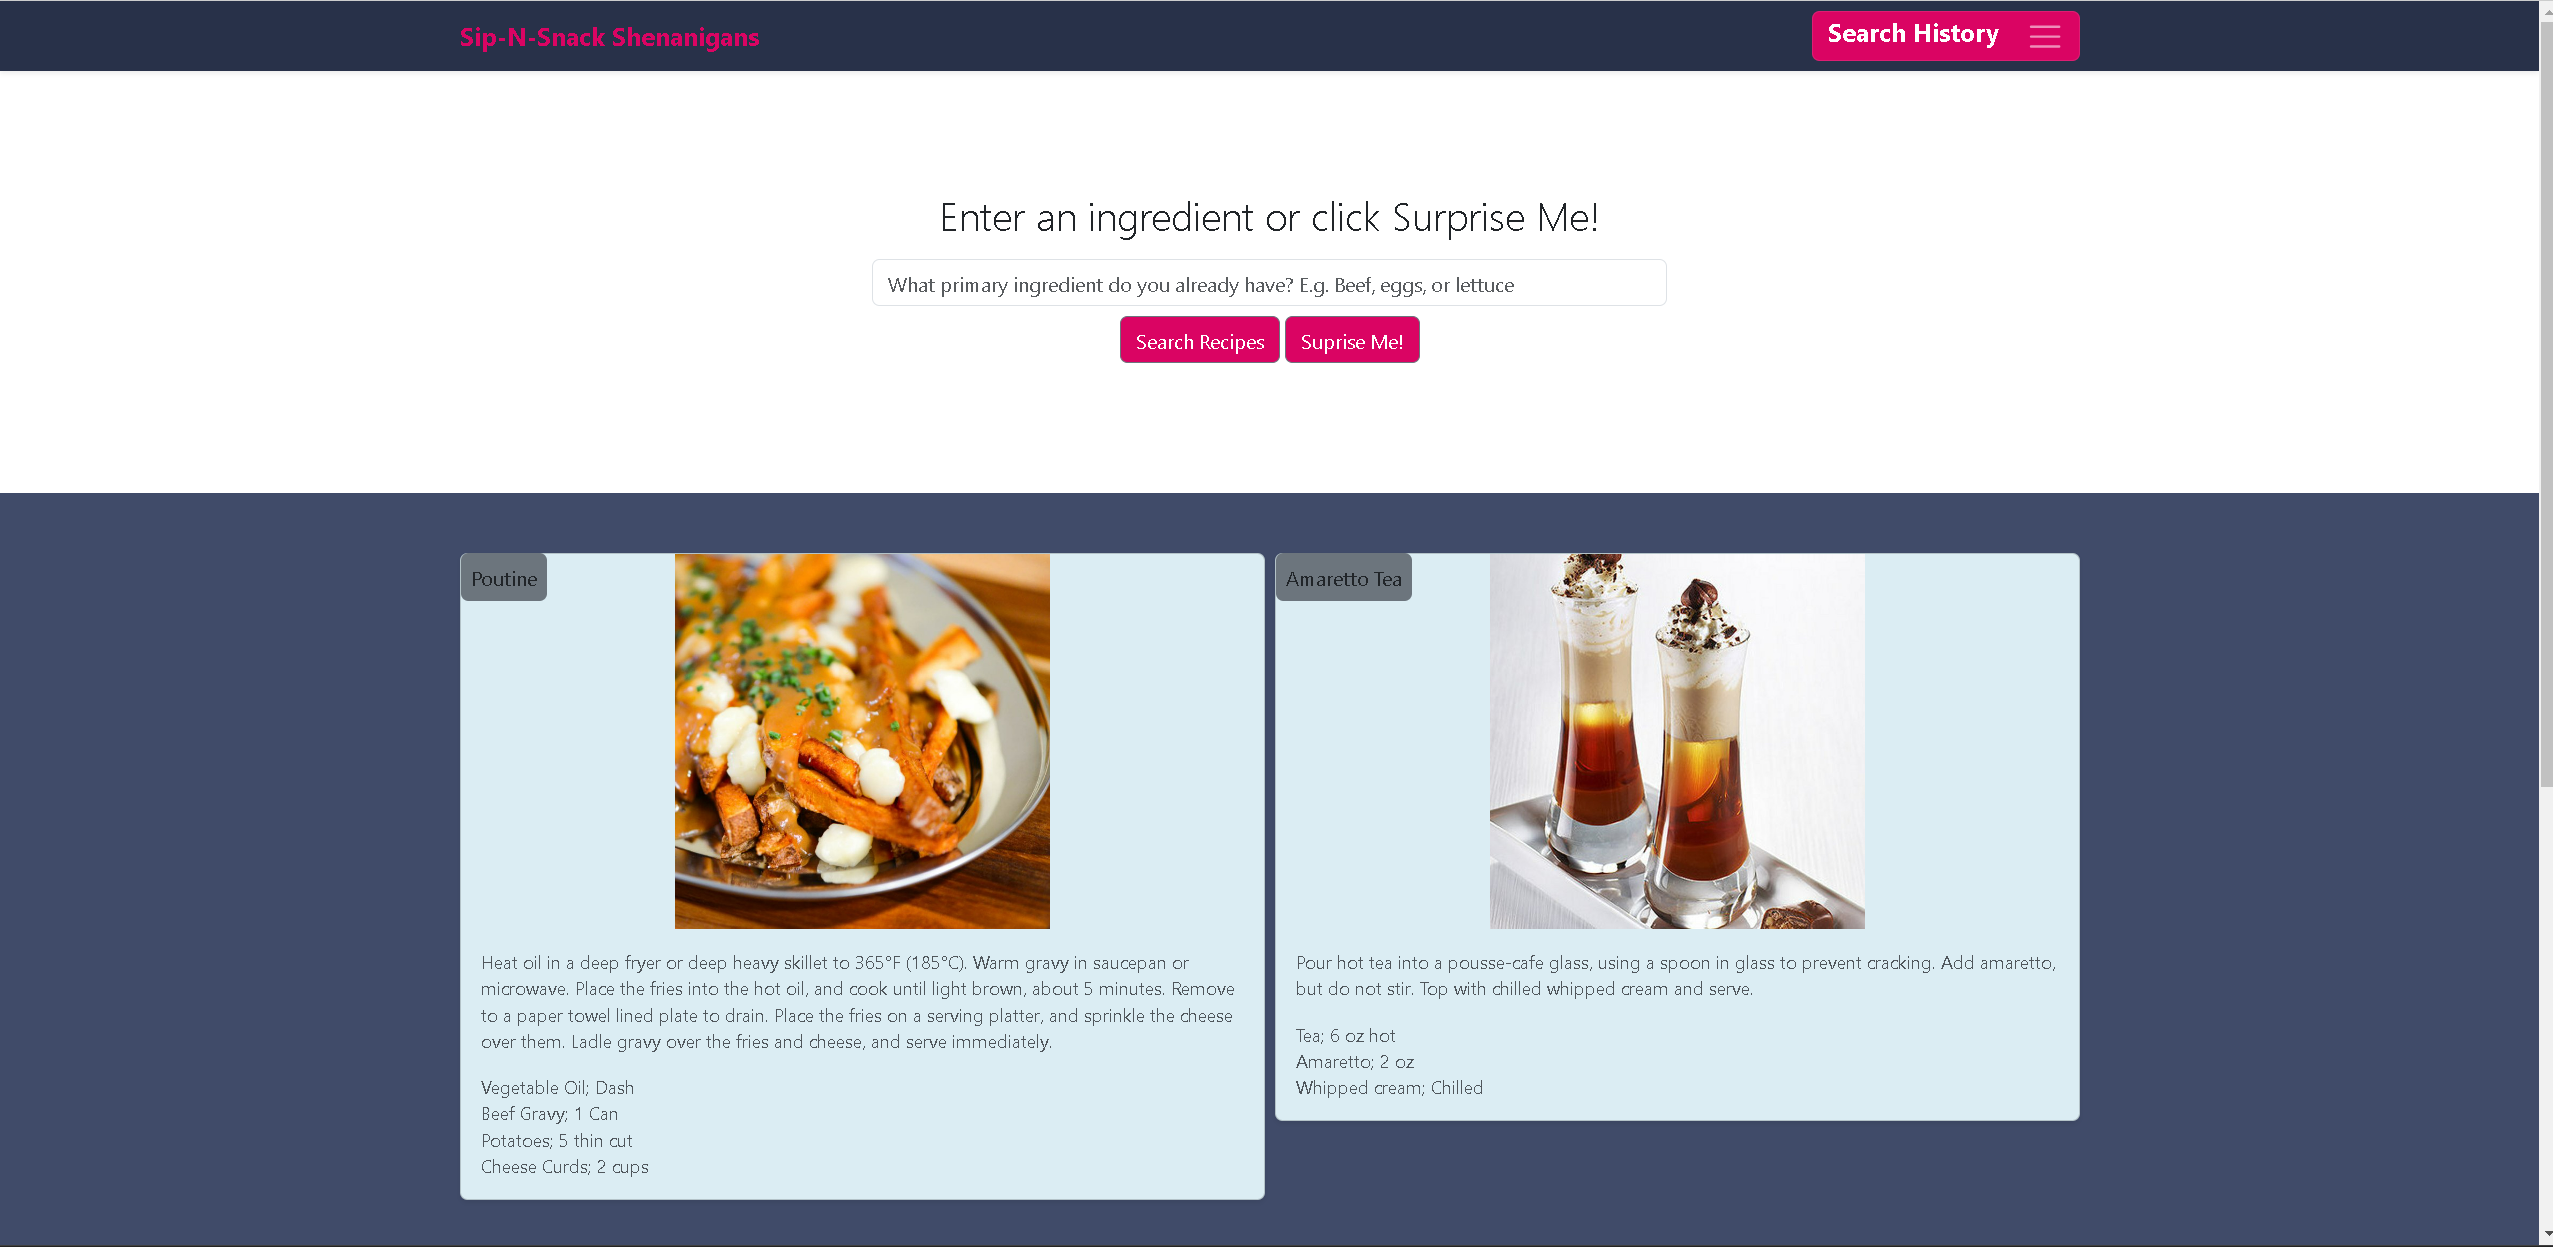 Sip-N-Snack Shenanigans
Search History
Enter an ingredient or click Surprise Me!
What primary ingredient do you already have? E.g. Beef, eggs, or lettuce
Search Recipes
Suprise Me!
Poutine
Heat oil in a deep fryer or deep heavy skillet to 365°F (185°C). Warm gravy in saucepan or
microwave. Place the fries into the hot oil, and cook until light brown, about 5 minutes. Remove
to a paper towel lined plate to drain. Place the fries on a serving platter, and sprinkle the cheese
over them. Ladle gravy over the fries and cheese, and serve immediately.
Vegetable Oil; Dash
Beef Gravy; 1 Can
Potatoes; 5 thin cut
Cheese Curds; 2 cups
Amaretto Tea
Pour hot tea into a pousse-cafe glass, using a spoon in glass to prevent cracking. Add amaretto,
but do not stir. Top with chilled whipped cream and serve.
Tea; 6 oz hot
Amaretto; 2 oz
Whipped cream; Chilled